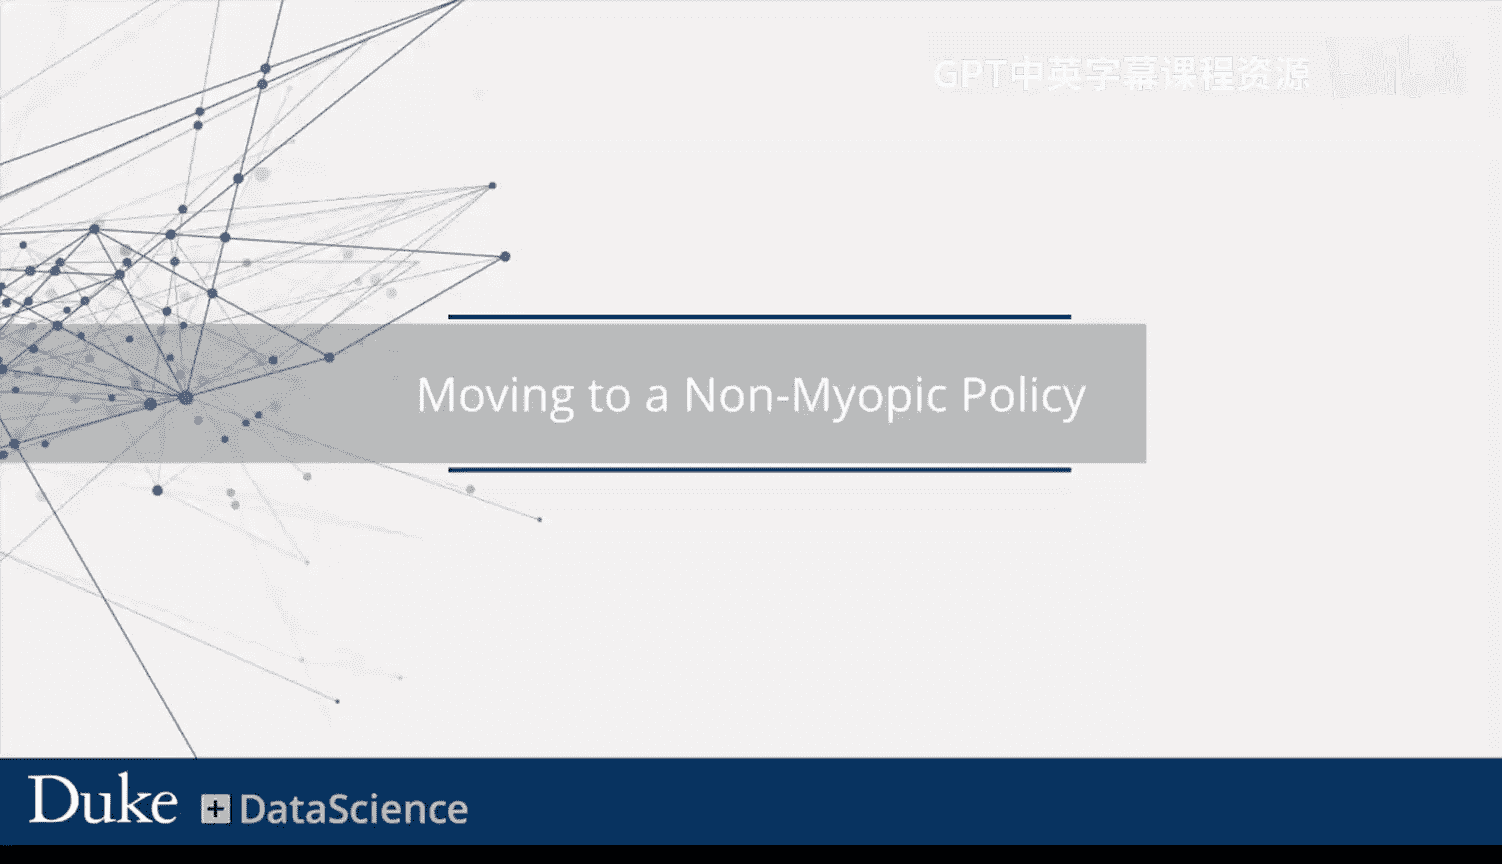 GPT中英字幕课程资源
Moving to a Non-Myopic Policy
Duke + DataScience